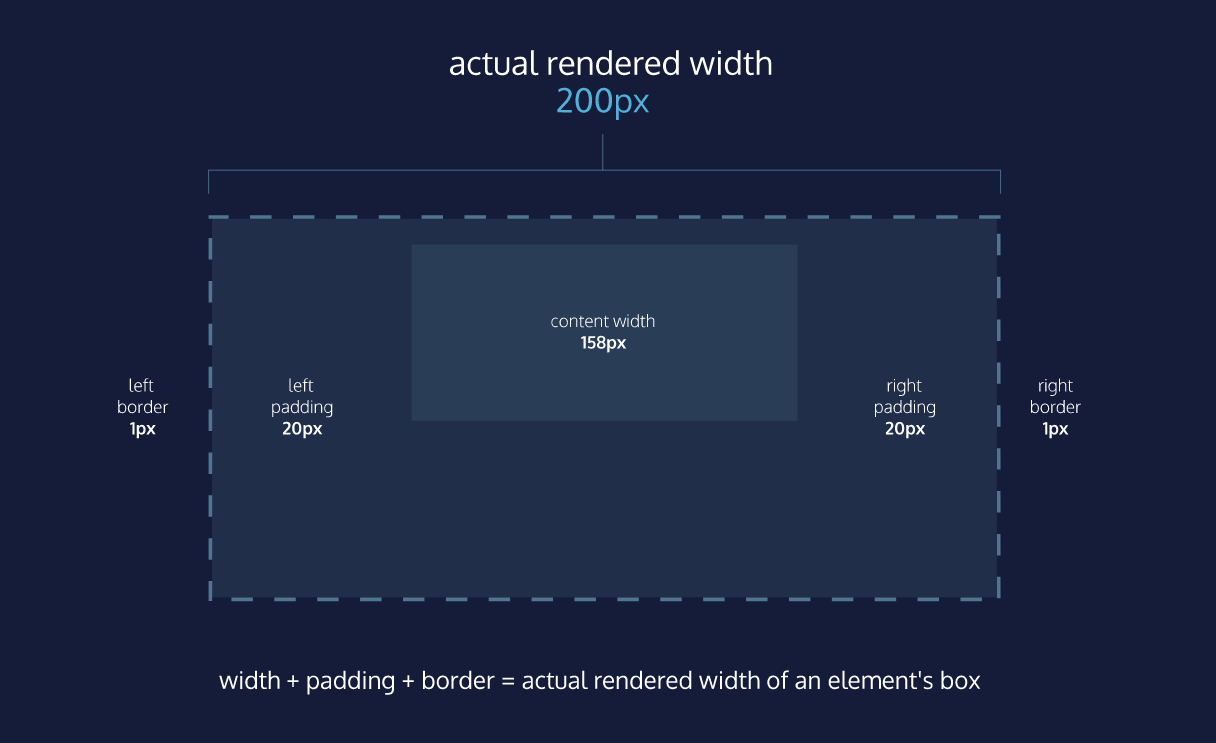 actual rendered width
200px
content width
158px
left
border
1px
left
padding
20px
right
padding
20px
right
border
1px
width + padding + border = actual rendered width of an element's box